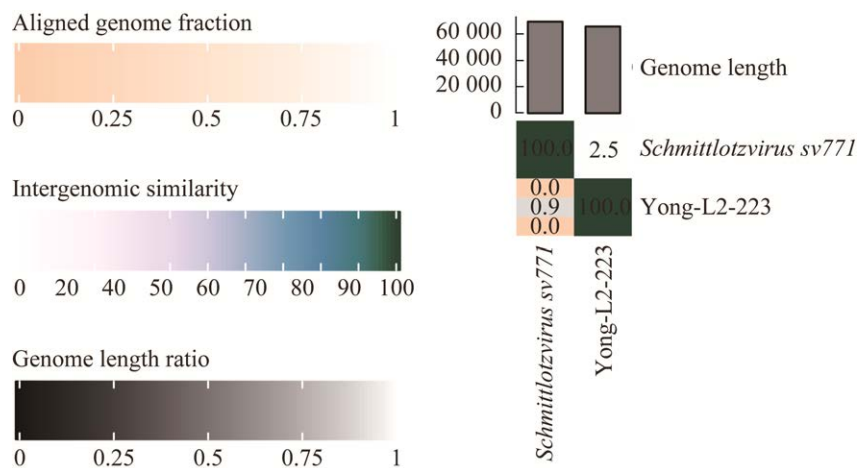 Aligned genome fraction
0 0.25 0.5 0.75 1
Intergenomic similarity
0 20 40 50 60 70 80 90 100
Genome length ratio
0 0.25 0.5 0.75 1
60 000
40 000
20 000
0
Genome length
100.0 2.5 Schmittlotzvirus sv771
0.0
0.9 100.0 Yong-L2-223
0.0
Schmittlotzvirus sv771
Yong-L2-223